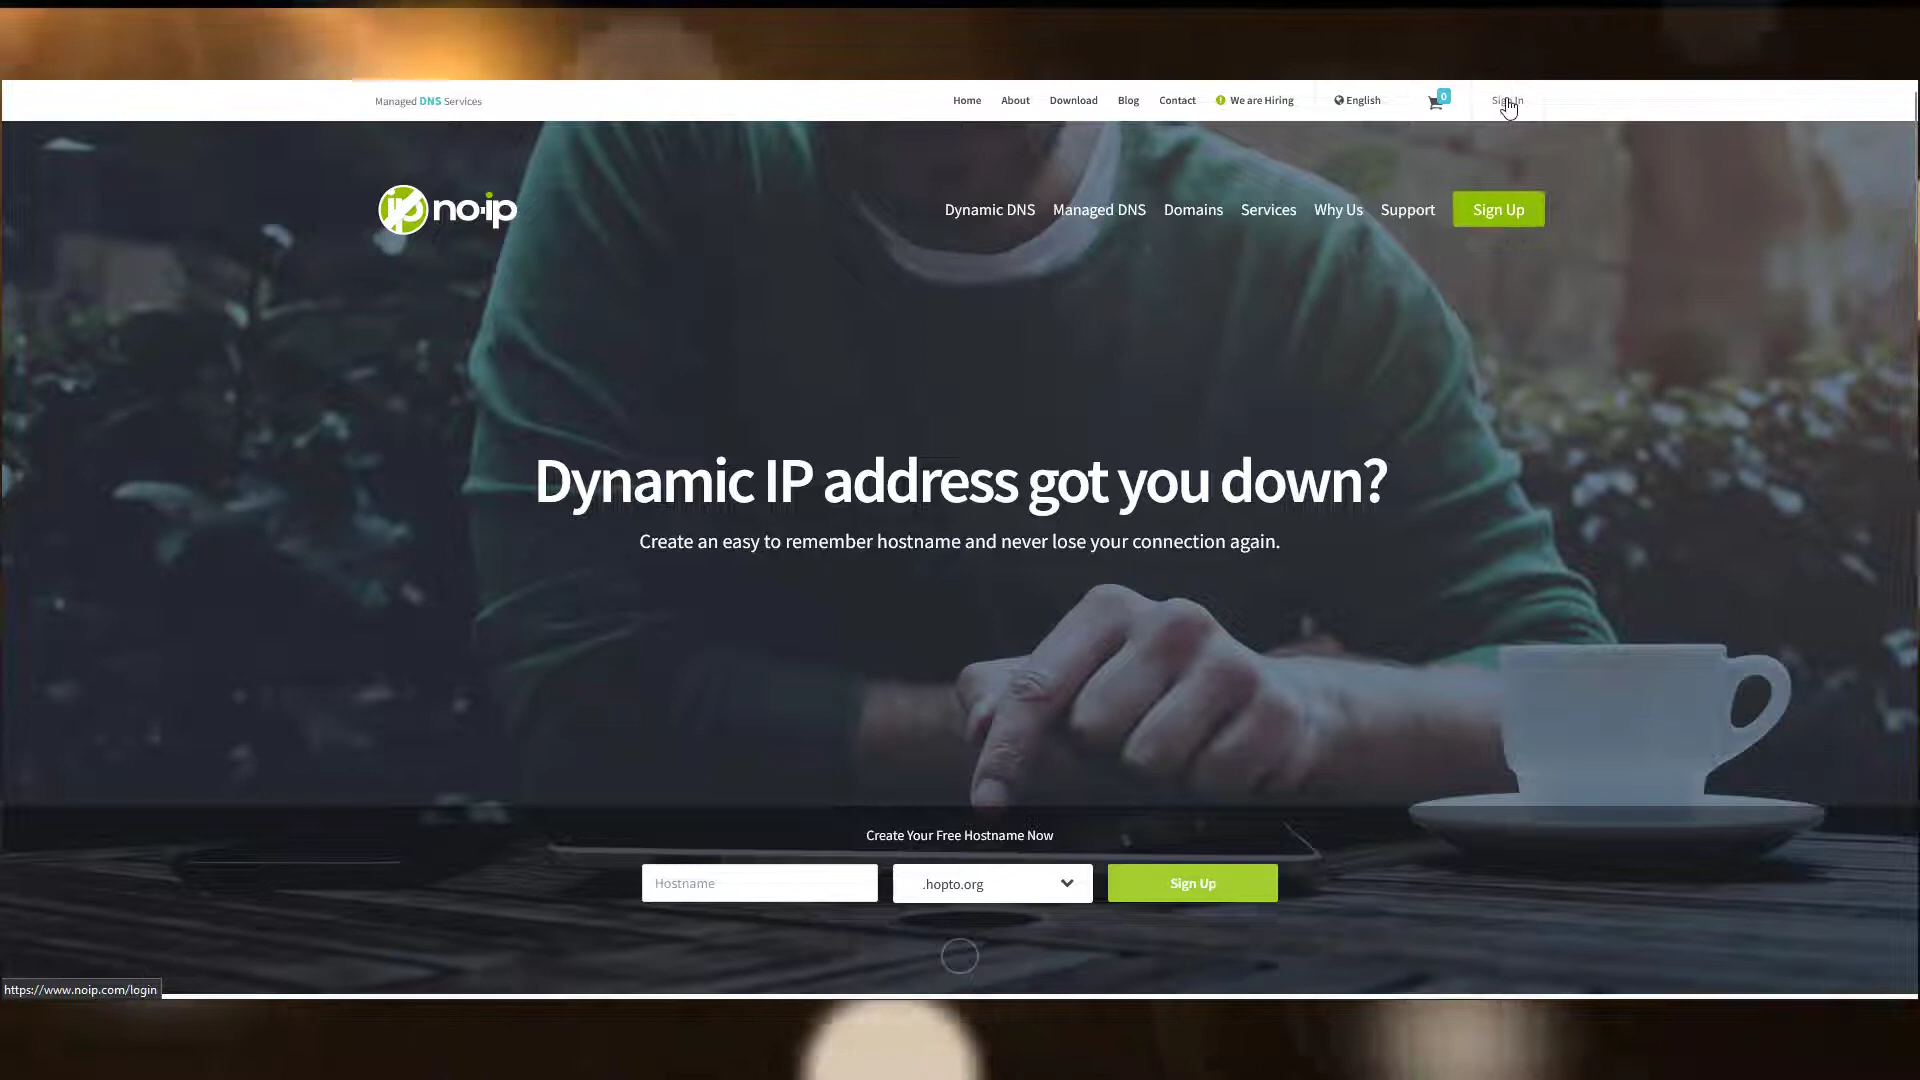 Managed DNS Services
Home About Download Blog Contact We are Hiring English 0 Sign In
no-ip Dynamic DNS Managed DNS Domains Services Why Us Support Sign Up
Dynamic IP address got you down?
Create an easy to remember hostname and never lose your connection again.
Create Your Free Hostname Now
Hostname .hopto.org Sign Up
https://www.noip.com/login